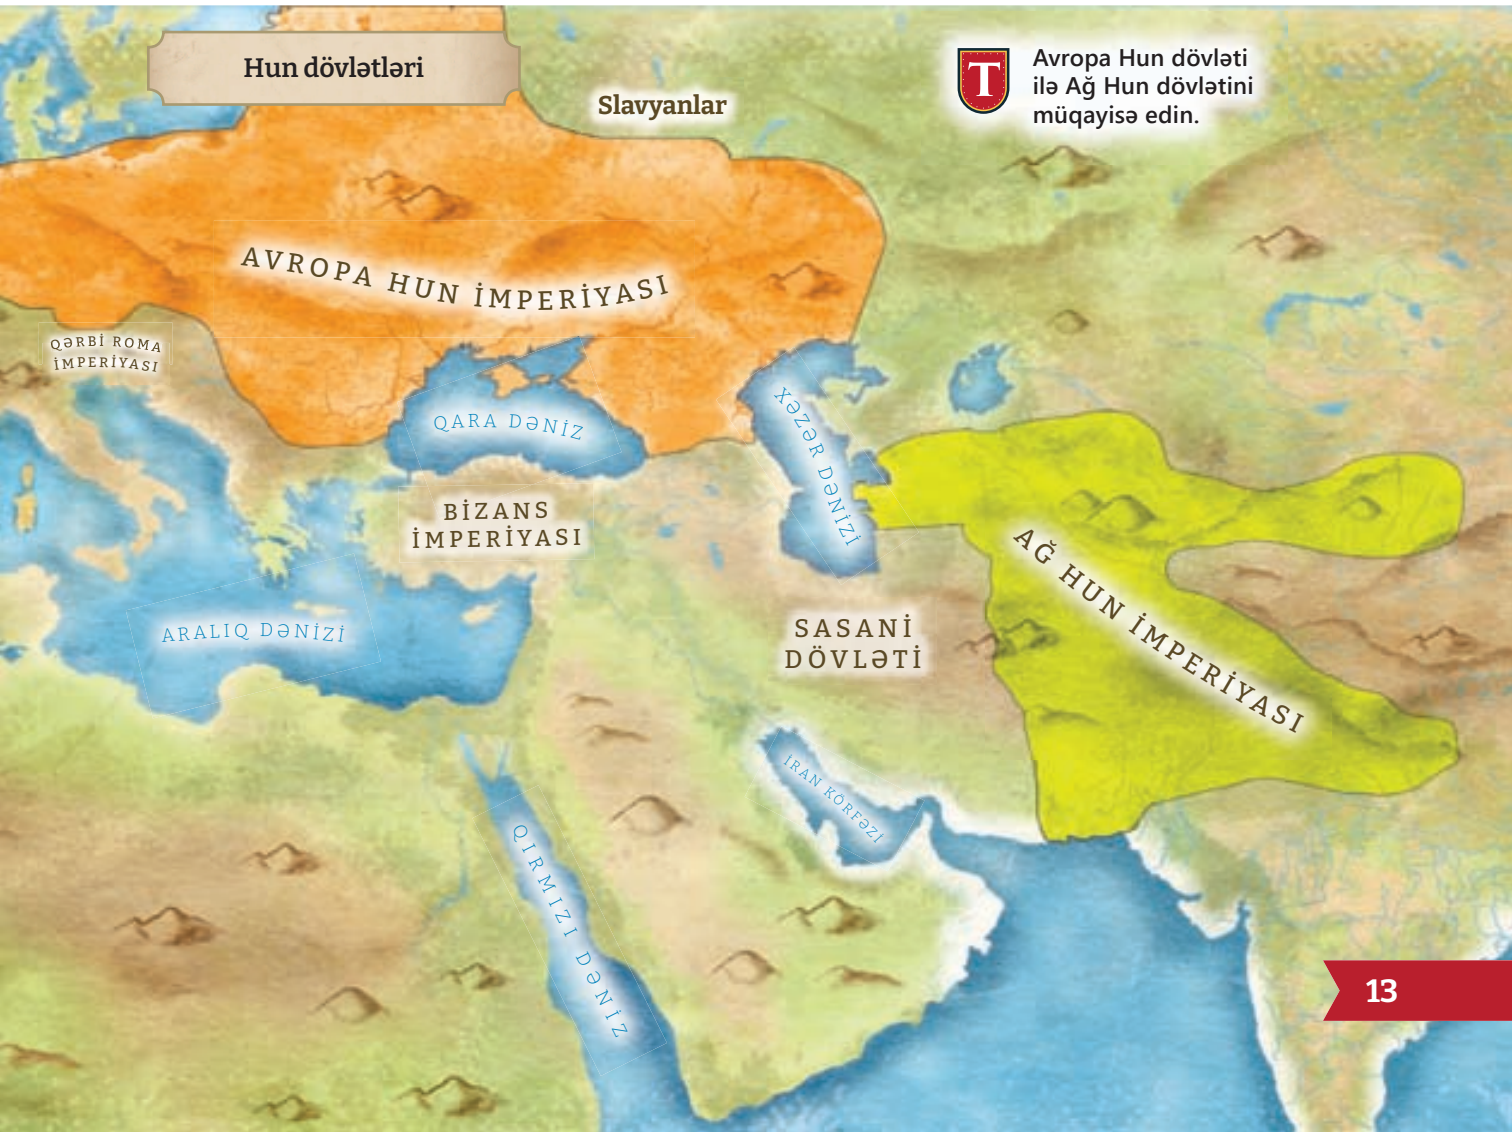 Hun dövlətləri
T
Avropa Hun dövləti
ilə Ağ Hun dövlətini
müqayisə edin.
Slavyanlar
AVROPA HUN İMPERİYASI
QƏRBİ ROMA
İMPERİYASI
QARA DƏNİZ
XƏZƏR DƏNİZİ
BİZANS
İMPERİYASI
AĞ HUN İMPERİYASI
ARALIQ DƏNİZİ
SASANİ
DÖVLƏTİ
İRAN KÖRFƏZİ
QIRMIZI DƏNİZ
13